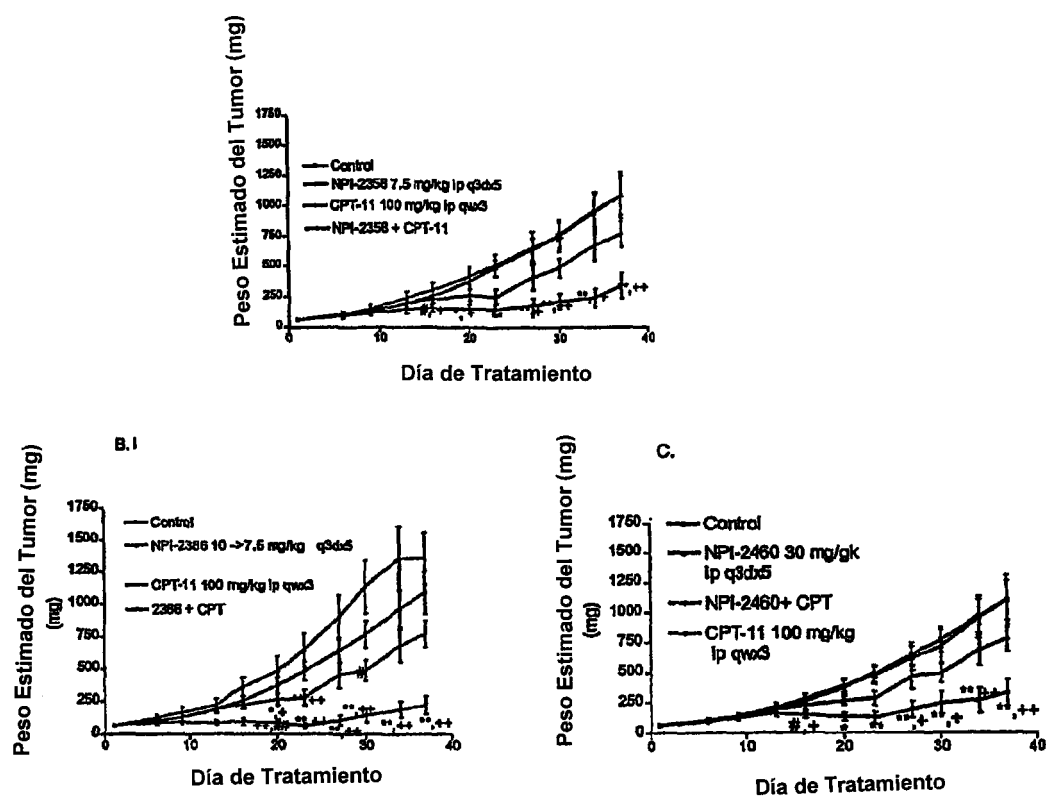 Peso Estimado del Tumor (mg)
1750
1500
1250
1000
750
500
250
0
Control
NPI-2358 7.5 mg/kg ip q3dx5
CPT-11 100 mg/kg ip qwx3
NPI-2358 + CPT-11
0 10 20 30 40
Día de Tratamiento
B.I
Peso Estimado del Tumor (mg)
(mg)
1750
1500
1250
1000
750
500
250
0
Control
NPI-2386 10 ->7.5 mg/kg q3dx5
CPT-11 100 mg/kg ip qwx3
2386 + CPT
#
0 10 20 30 40
Día de Tratamiento
C.
Peso Estimado del Tumor (mg)
(mg)
1750
1500
1250
1000
750
500
250
0
Control
NPI-2460 30 mg/gk
ip q3dx5
NPI-2460+ CPT
CPT-11 100 mg/kg
ip qwx3
0 10 20 30 40
Día de Tratamiento